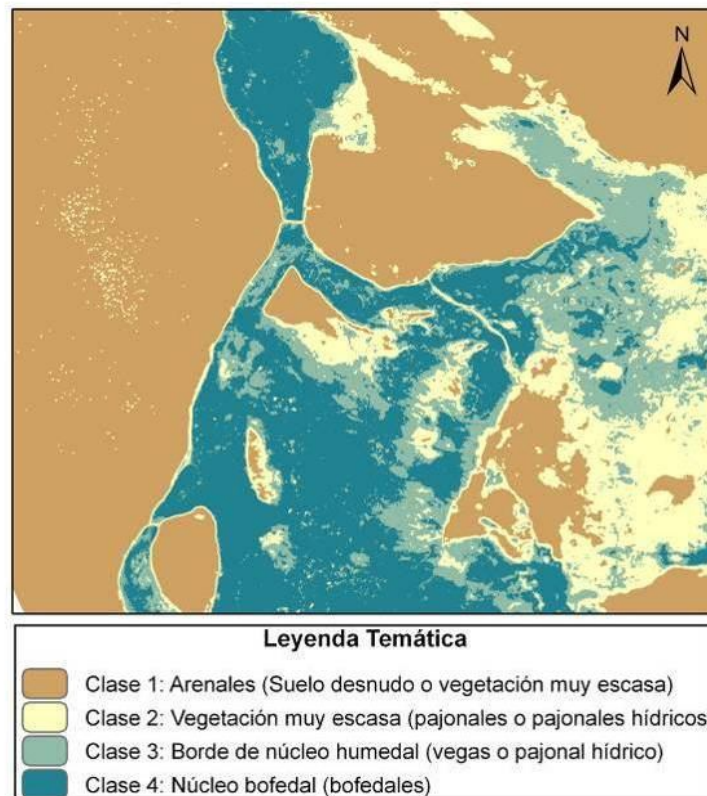 N
Leyenda Temática
Clase 1: Arenales (Suelo desnudo o vegetación muy escasa)
Clase 2: Vegetación muy escasa (pajonales o pajonales hídricos
Clase 3: Borde de núcleo humedal (vegas o pajonal hídrico)
Clase 4: Núcleo bofedal (bofedales)